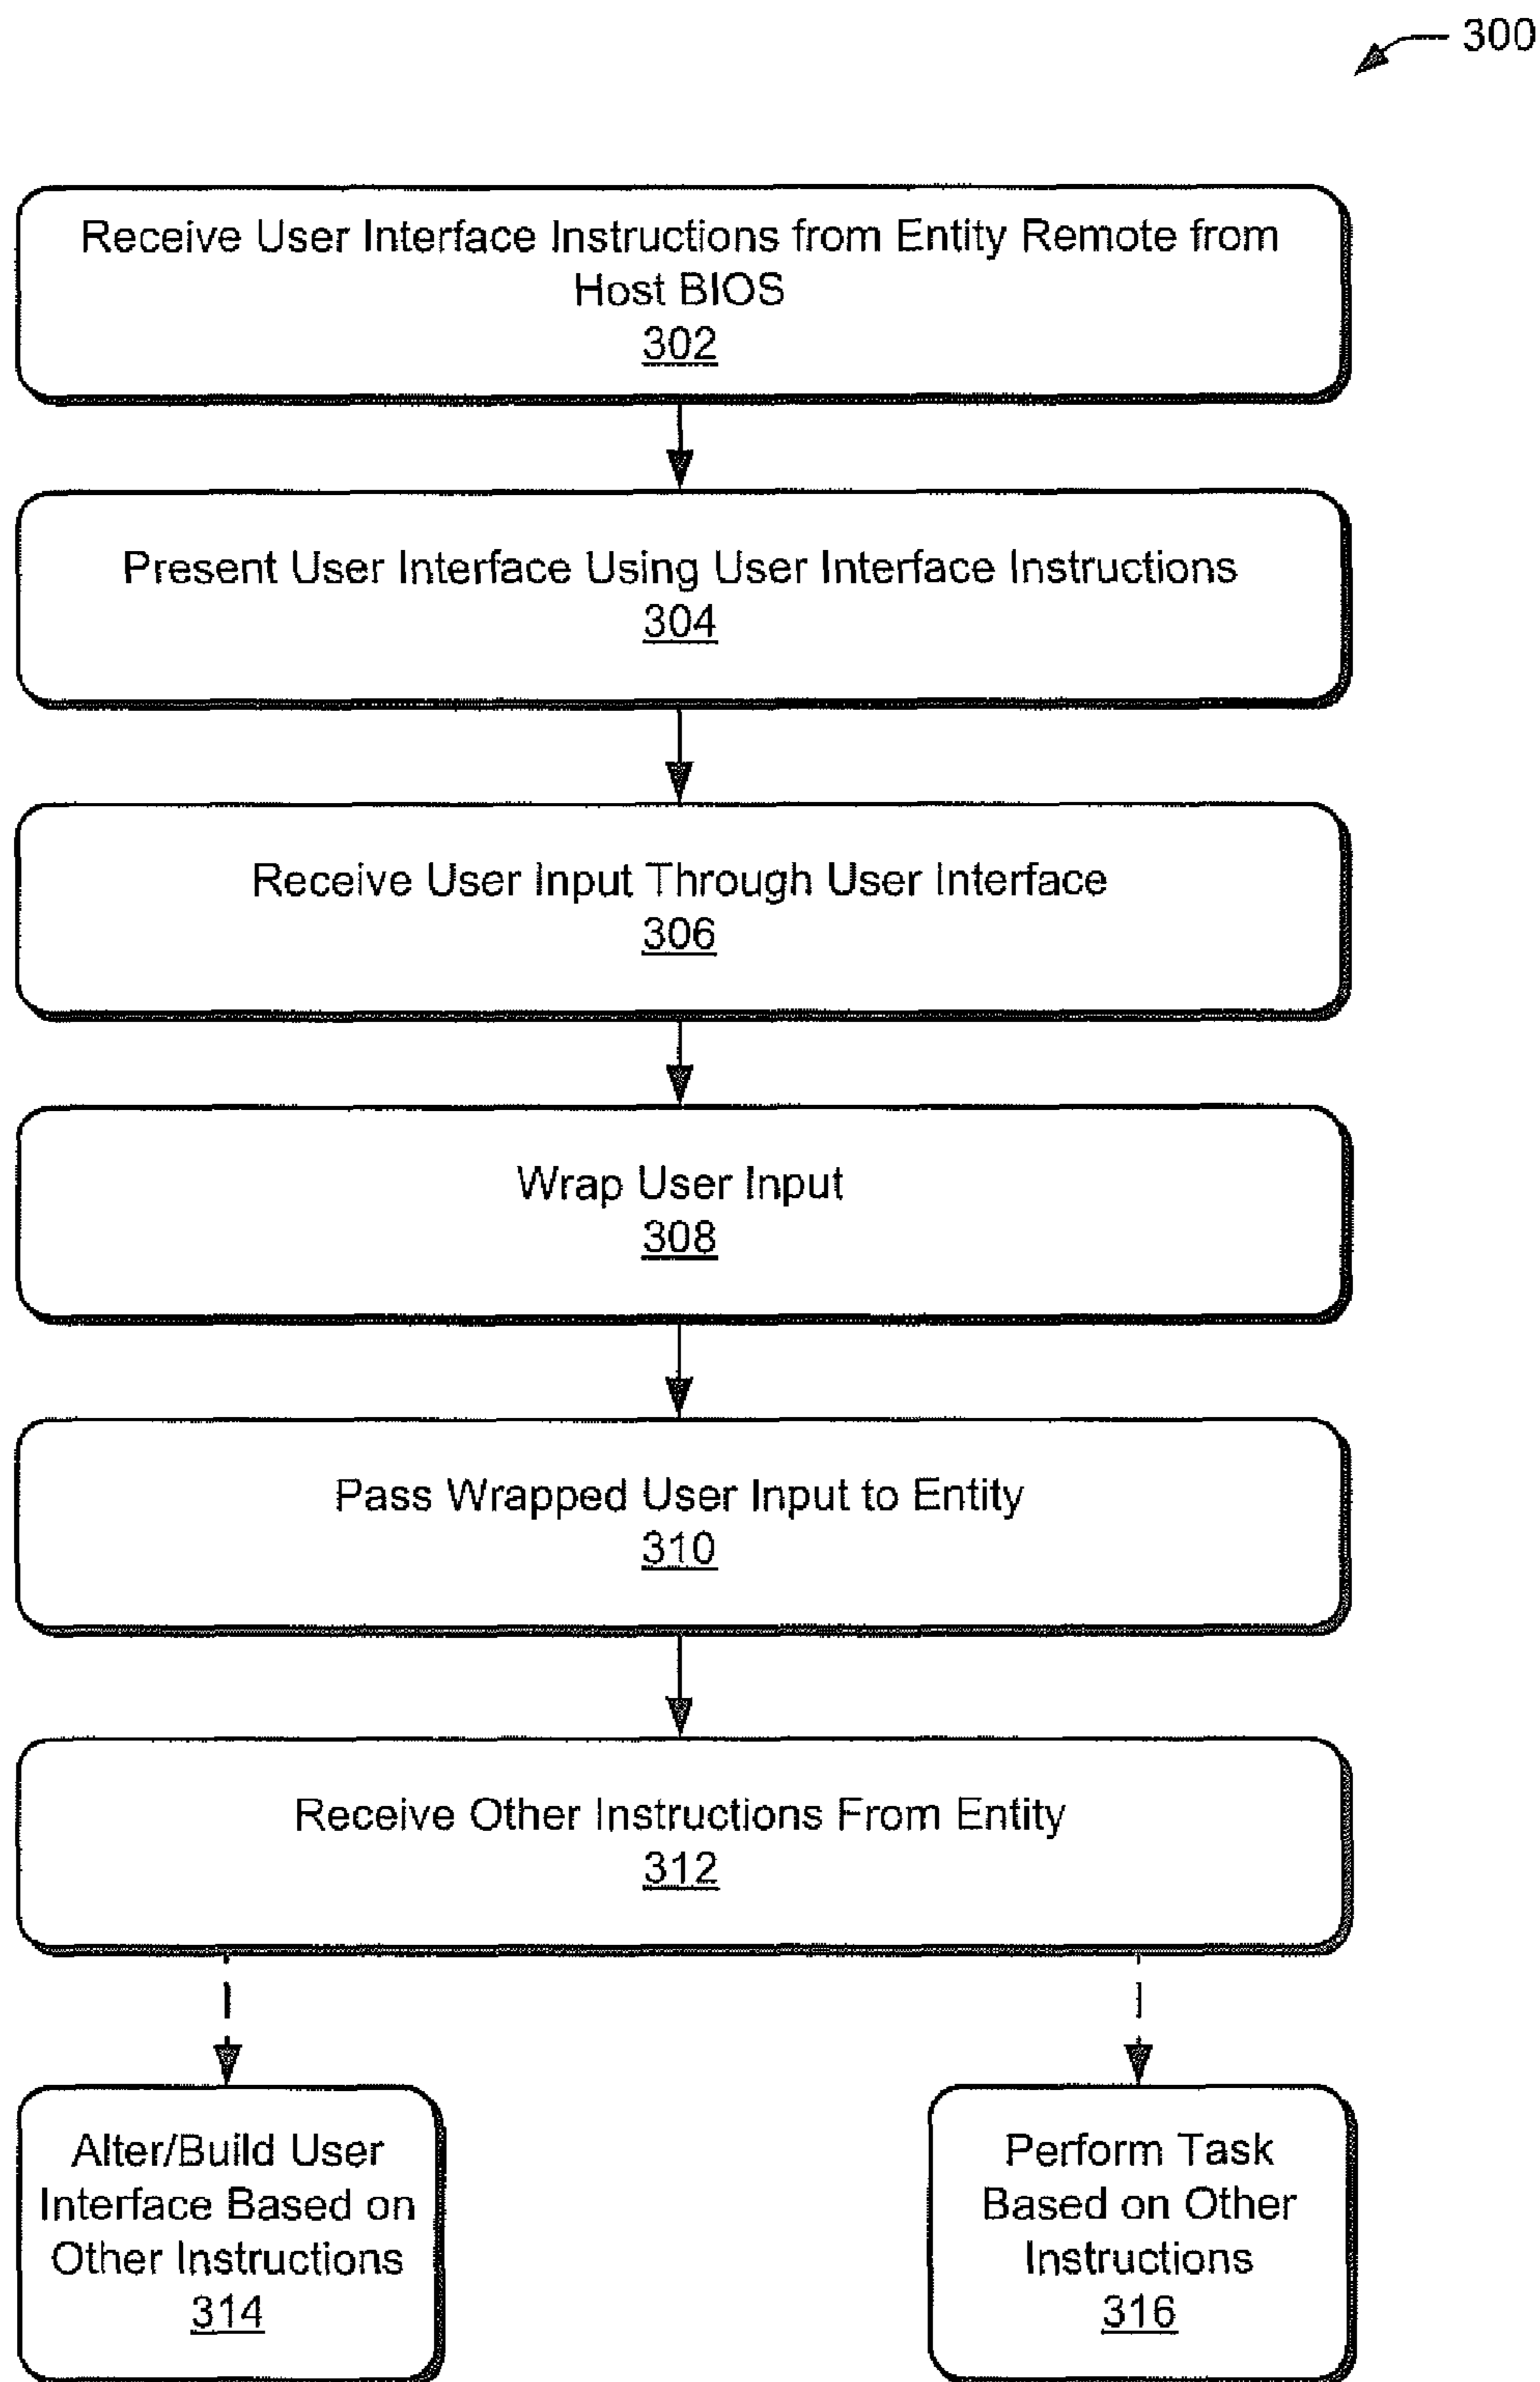 300
Receive User Interface Instructions from Entity Remote from
Host BIOS
302
Present User Interface Using User Interface Instructions
304
Receive User Input Through User Interface
306
Wrap User Input
308
Pass Wrapped User Input to Entity
310
Receive Other Instructions From Entity
312
Alter/Build User
Interface Based on
Other Instructions
314
Perform Task
Based on Other
Instructions
316